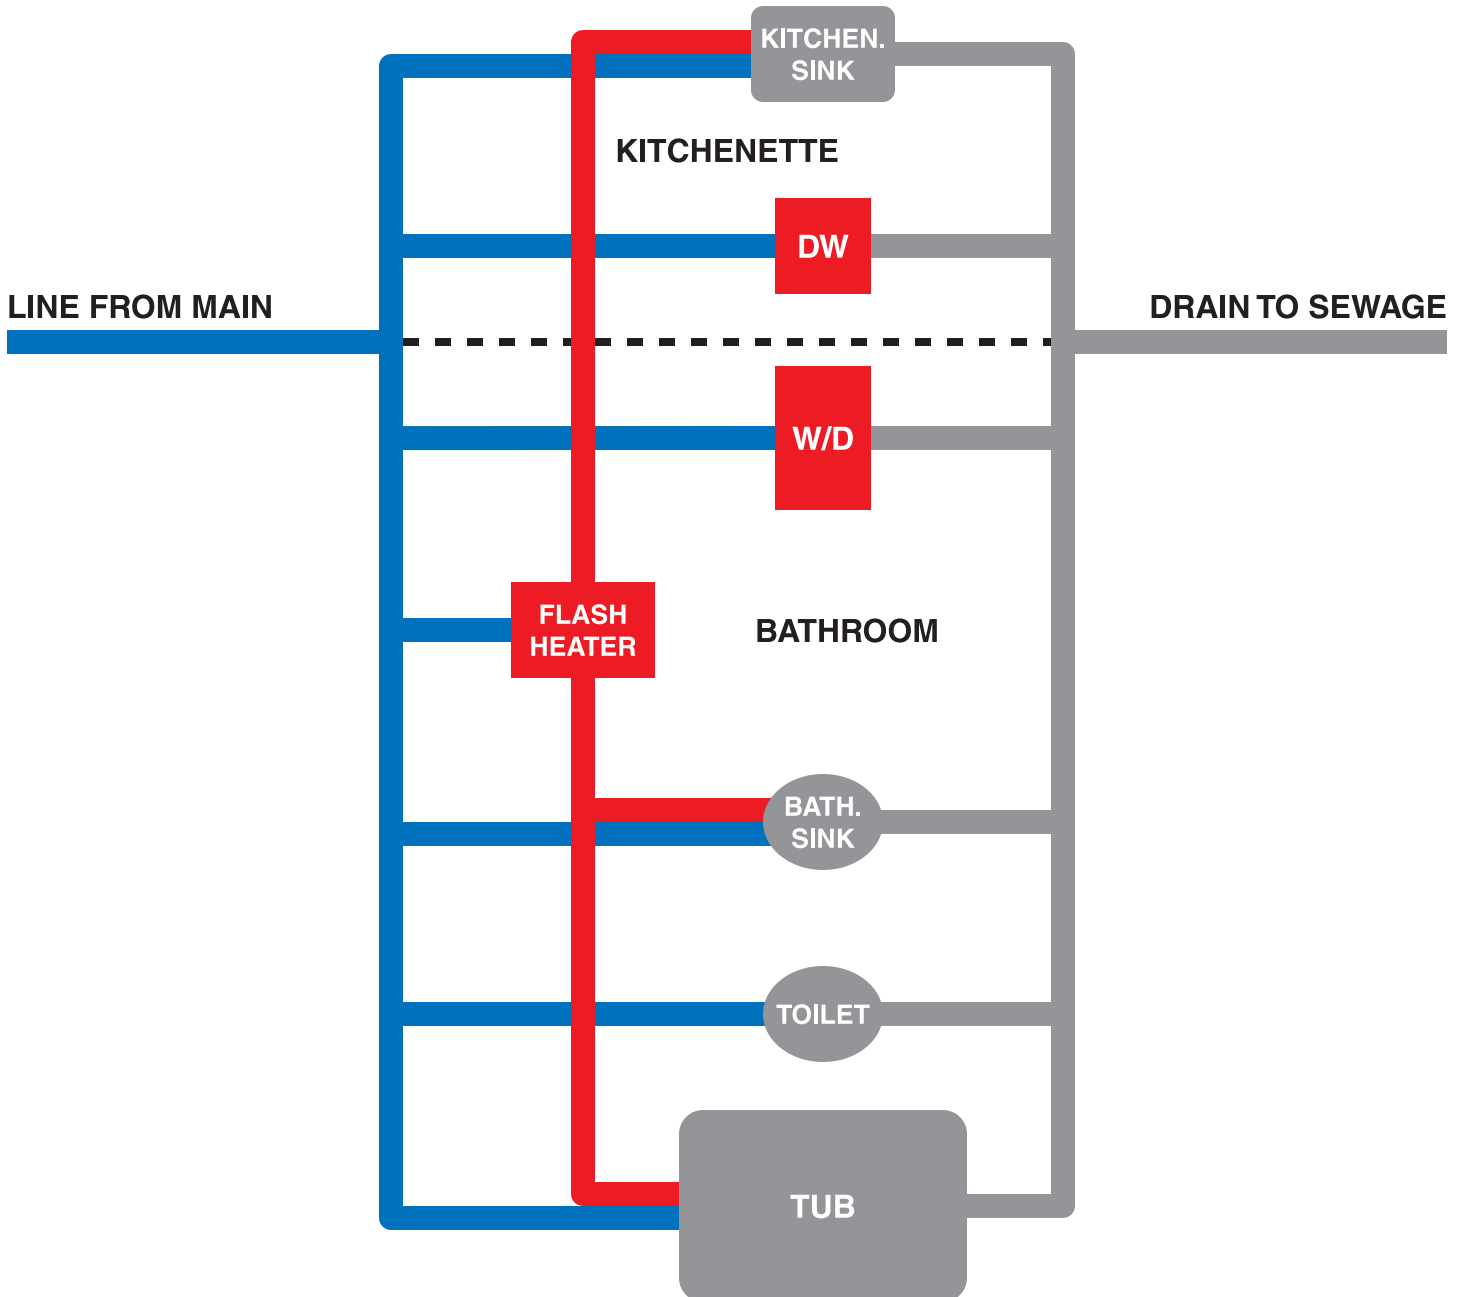 KITCHEN.
SINK
KITCHENETTE
DW
LINE FROM MAIN
DRAIN TO SEWAGE
W/D
FLASH
HEATER
BATHROOM
BATH.
SINK
TOILET
TUB